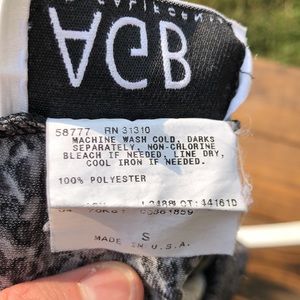 AGB
58777 RN 31310
MACHINE WASH COLD, DARKS
SEPARATELY, NON-CHLORINE
BLEACH IF NEEDED, LINE DRY,
COOL IRON IF NEEDED.
100% POLYESTER
S
MADE IN U.S.A.